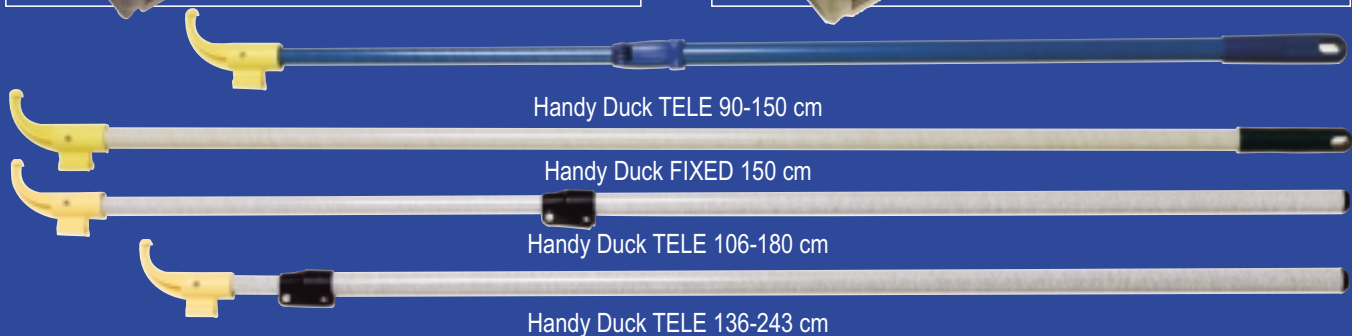 Handy Duck TELE 90-150 cm
Handy Duck FIXED 150 cm
Handy Duck TELE 106-180 cm
Handy Duck TELE 136-243 cm